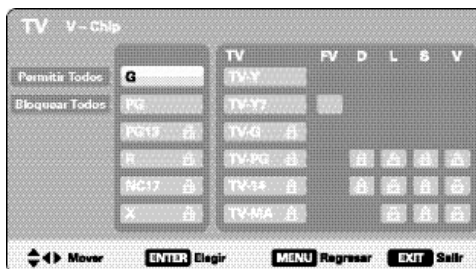 TV V - Chip
TV FV D L S V
Permitir Todos G TV-Y
Bloquear Todos PG TV-Y7
PG13 TV-G
R TV-PG
NC17 TV-14
X TV-MA
Mover ENTER Elegir MENU Regresar EXIT Salir